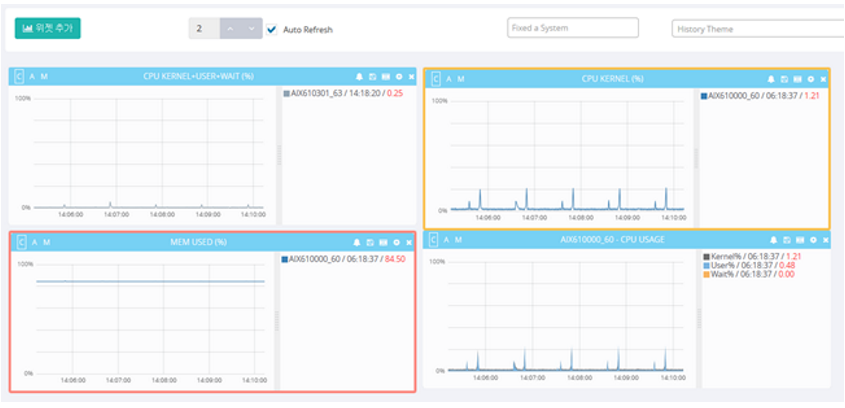 위젯 추가
2
Auto Refresh
Fixed a System
History Theme
C A M CPU KERNEL+USER+WAIT (%)
100%
0%
14:06:00 14:07:00 14:08:00 14:09:00 14:10:00
AIX610301_63 / 14:18:20 / 0.25
C A M CPU KERNEL (%)
100%
0%
14:06:00 14:07:00 14:08:00 14:09:00 14:10:00
AIX610000_60 / 06:18:37 / 1.21
C A M MEM USED (%)
100%
0%
14:06:00 14:07:00 14:08:00 14:09:00 14:10:00
AIX610000_60 / 06:18:37 / 84.50
C A M AIX610000_60 - CPU USAGE
100%
0%
14:06:00 14:07:00 14:08:00 14:09:00 14:10:00
Kernel% / 06:18:37 / 1.21
User% / 06:18:37 / 0.48
Wait% / 06:18:37 / 0.00